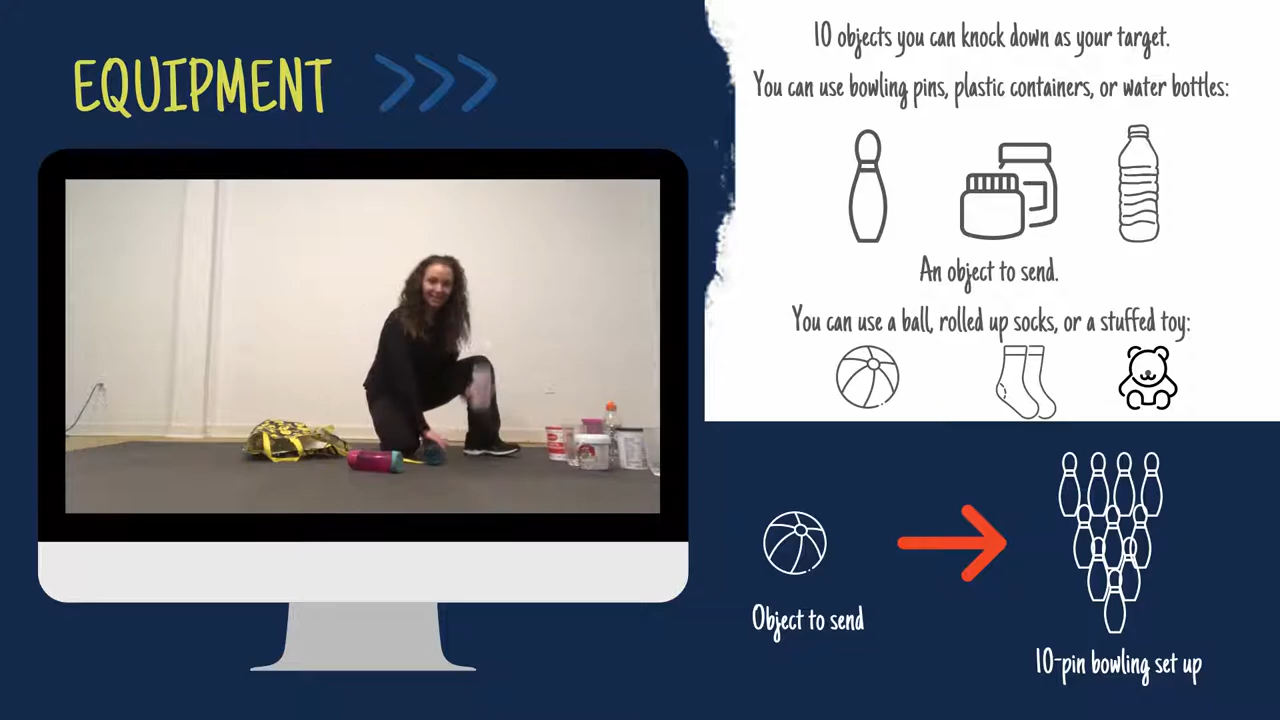 EQUIPMENT
10 objects you can knock down as your target.
You can use bowling pins, plastic containers, or water bottles:
An object to send.
You can use a ball, rolled up socks, or a stuffed toy:
Object to send
10-pin bowling set up